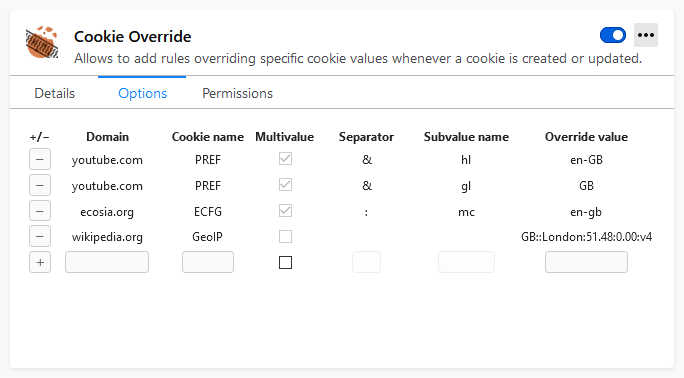 Cookie Override
Allows to add rules overriding specific cookie values whenever a cookie is created or updated.
Details Options Permissions
+/− Domain Cookie name Multivalue Separator Subvalue name Override value
− youtube.com PREF & hl en-GB
− youtube.com PREF & gl GB
− ecosia.org ECFG : mc en-gb
− wikipedia.org GeoIP GB::London:51.48:0.00:v4
+